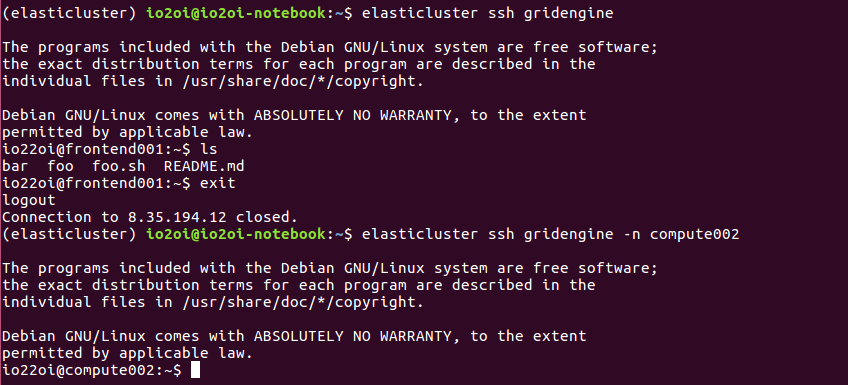 (elasticluster) io2oi@io2oi-notebook:~$ elasticluster ssh gridengine
The programs included with the Debian GNU/Linux system are free software;
the exact distribution terms for each program are described in the
individual files in /usr/share/doc/*/copyright.
Debian GNU/Linux comes with ABSOLUTELY NO WARRANTY, to the extent
permitted by applicable law.
io22oi@frontend001:~$ ls
bar  foo  foo.sh  README.md
io22oi@frontend001:~$ exit
logout
Connection to 8.35.194.12 closed.
(elasticluster) io2oi@io2oi-notebook:~$ elasticluster ssh gridengine -n compute002
The programs included with the Debian GNU/Linux system are free software;
the exact distribution terms for each program are described in the
individual files in /usr/share/doc/*/copyright.
Debian GNU/Linux comes with ABSOLUTELY NO WARRANTY, to the extent
permitted by applicable law.
io22oi@compute002:~$